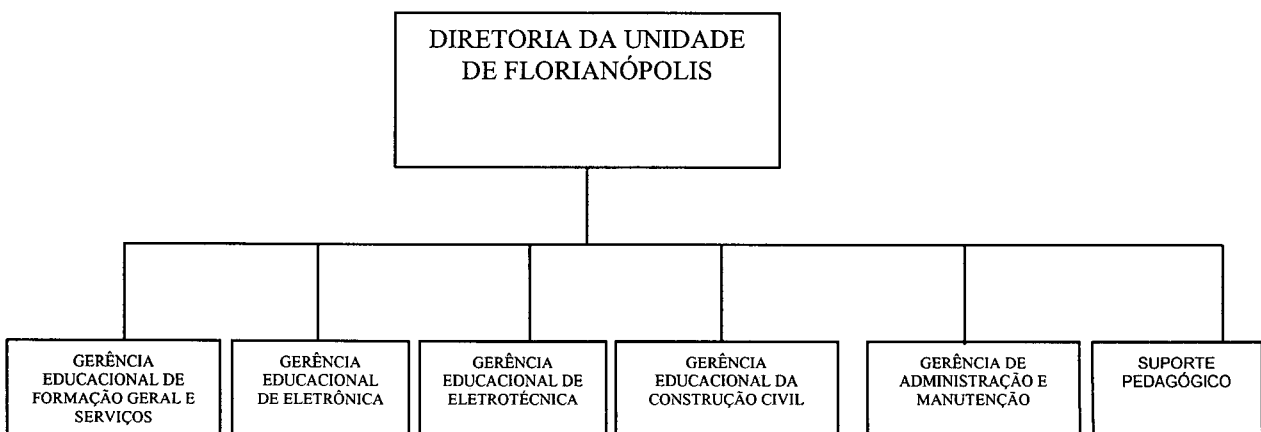 DIRETORIA DA UNIDADE
DE FLORIANÓPOLIS
GERÊNCIA
EDUCACIONAL DE
FORMAÇÃO GERAL E
SERVIÇOS
GERÊNCIA
EDUCACIONAL
DE ELETRÔNICA
GERÊNCIA
EDUCACIONAL DE
ELETROTÉCNICA
GERÊNCIA
EDUCACIONAL DA
CONSTRUÇÃO CIVIL
GERÊNCIA DE
ADMINISTRAÇÃO E
MANUTENÇÃO
SUPORTE
PEDAGÓGICO